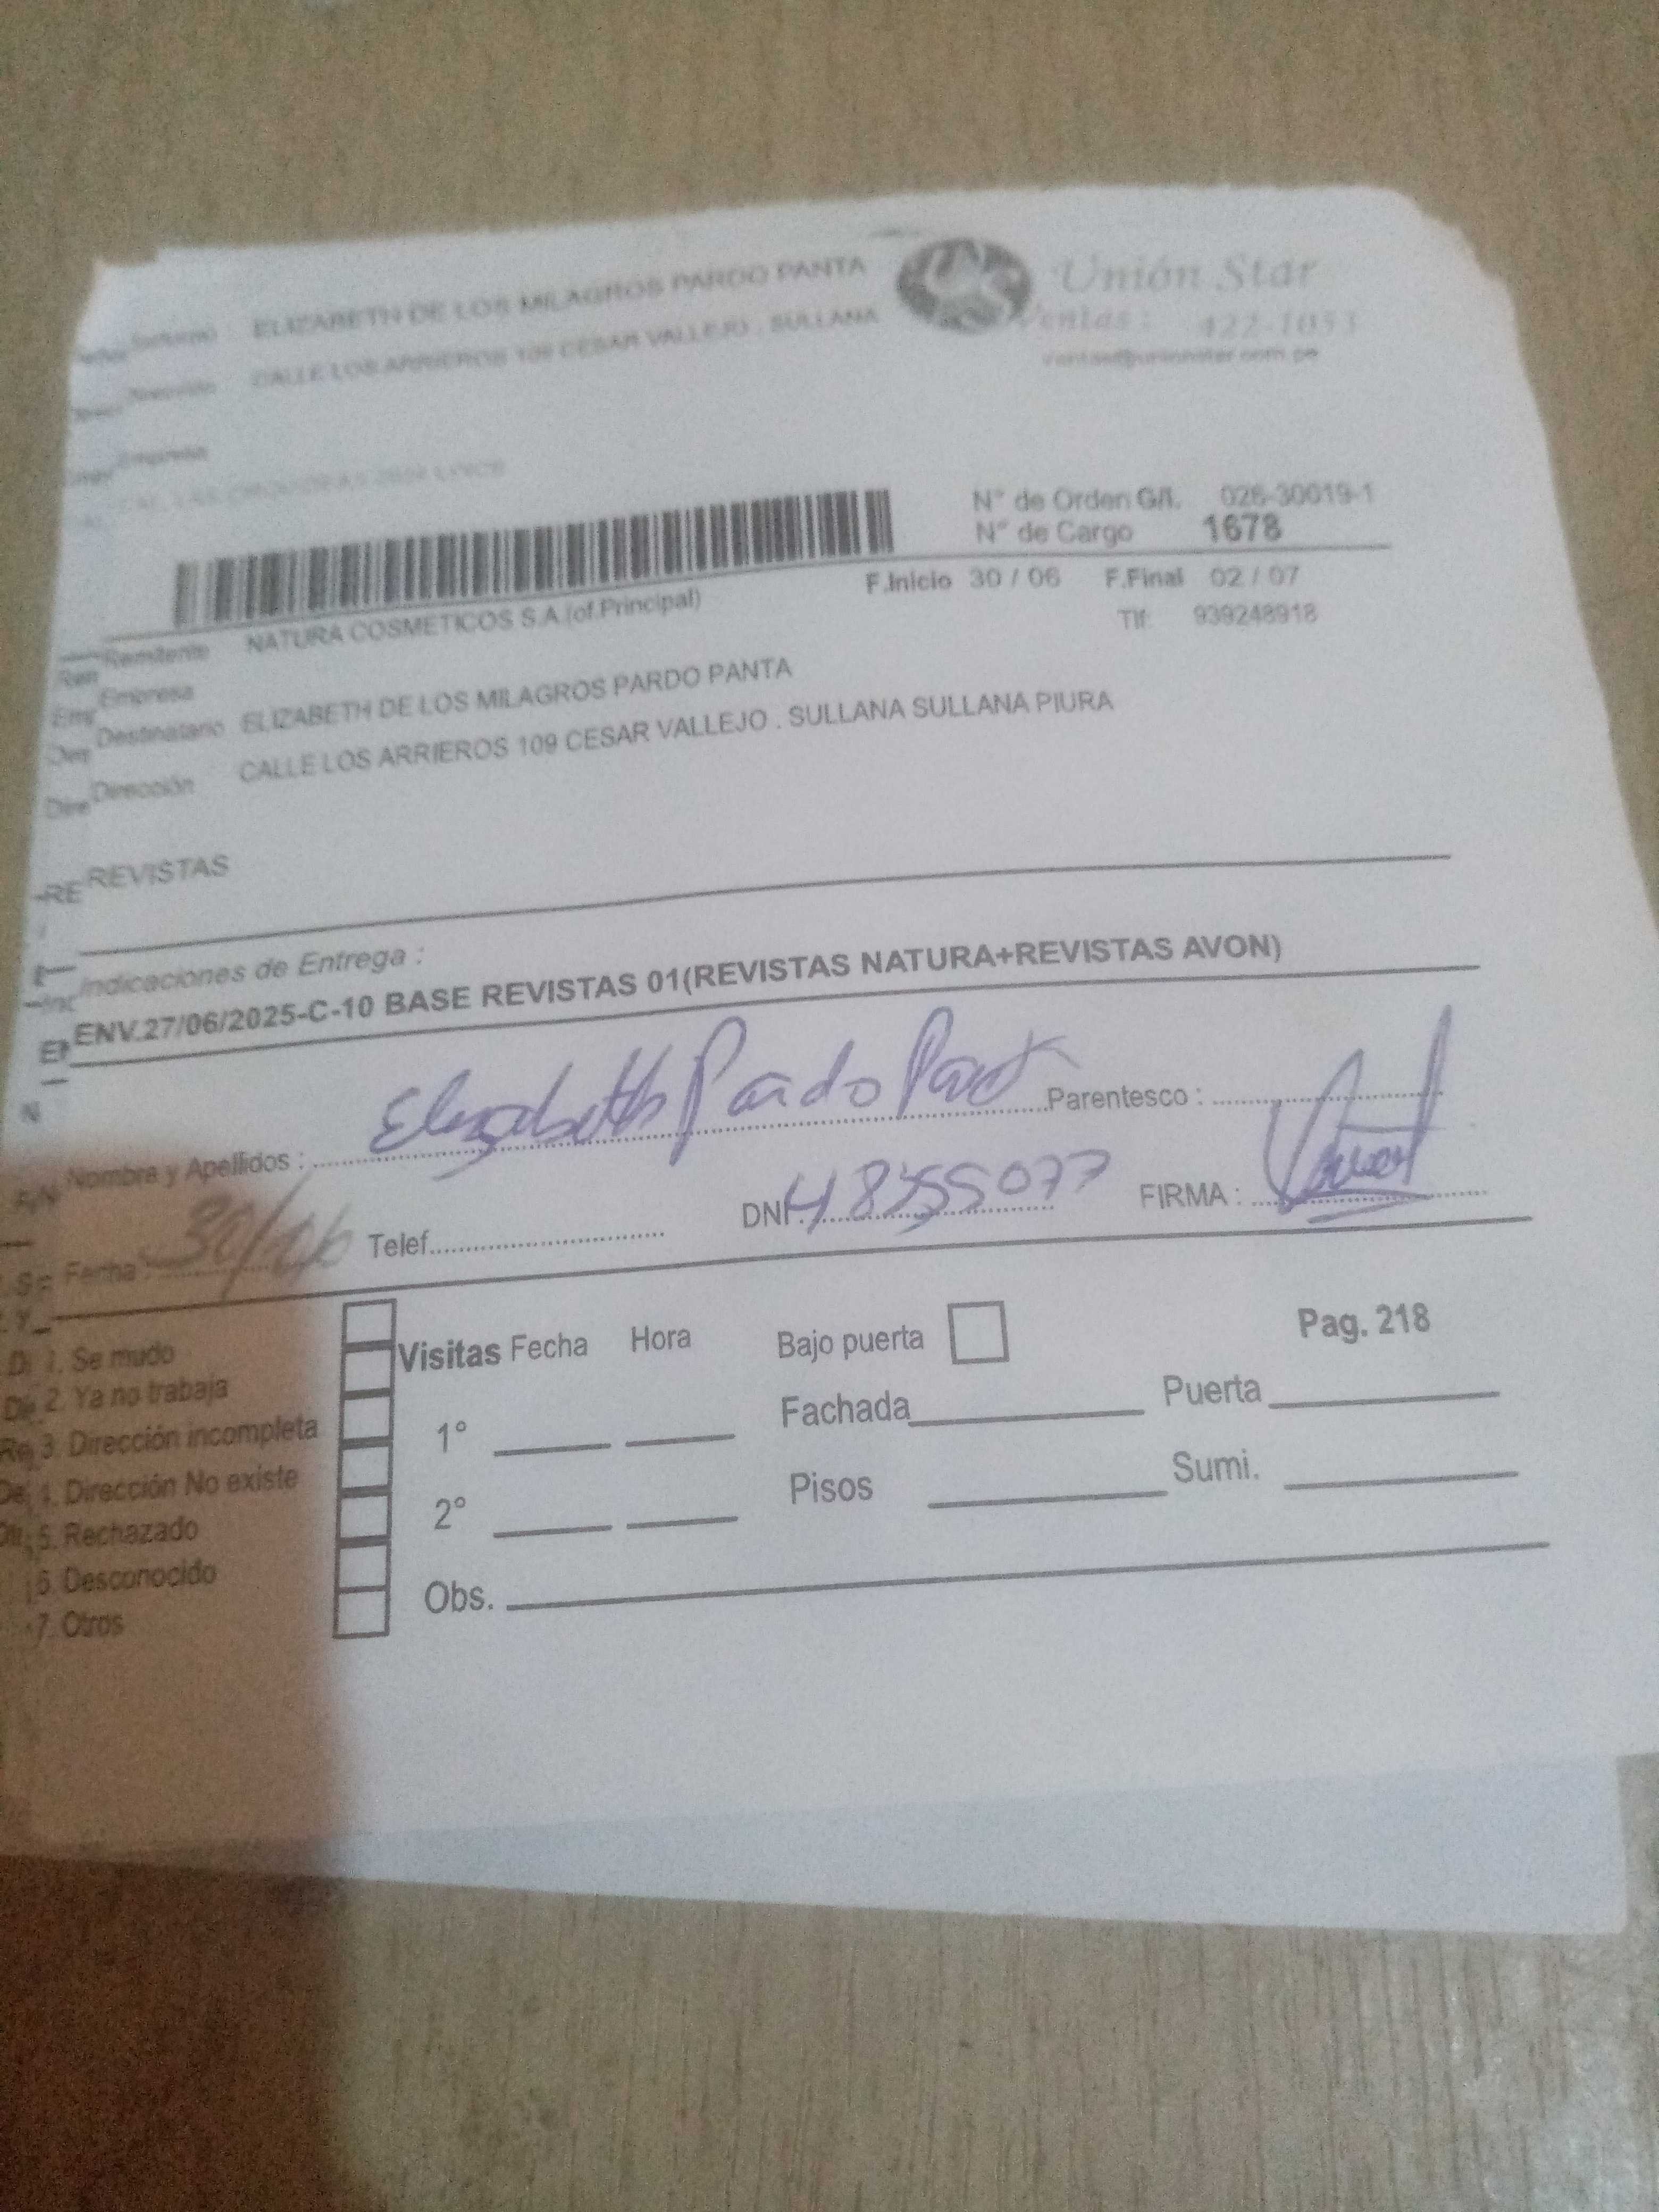 ELIZABETH DE LOS MILAGROS PARDO PANTA
CALLE LOS ARRIEROS 109 CESAR VALLEJO . SULLANA
Unión Star
Ventas: 422-1053
ventas@unionstar.com.pe
Empresa
N° de Orden G/I. 026-30019-1
N° de Cargo 1678
F.Inicio 30 / 06 F.Final 02 / 07
Remitente NATURA COSMETICOS S.A.(of.Principal)
Tlf: 939248918
Empresa
Destinatario ELIZABETH DE LOS MILAGROS PARDO PANTA
Dirección CALLE LOS ARRIEROS 109 CESAR VALLEJO . SULLANA SULLANA PIURA
REVISTAS
Indicaciones de Entrega :
ENV.27/06/2025-C-10 BASE REVISTAS 01(REVISTAS NATURA+REVISTAS AVON)
Nombre y Apellidos : Elizabeth Pardo Parentesco :
Fecha : Telef. DNI: FIRMA :
Visitas Fecha Hora Bajo puerta Pag. 218
1. Se mudo
2. Ya no trabaja
3. Dirección incompleta 1° Fachada Puerta
4. Dirección No existe
5. Rechazado 2° Pisos Sumi.
6. Desconocido
7. Otros Obs.